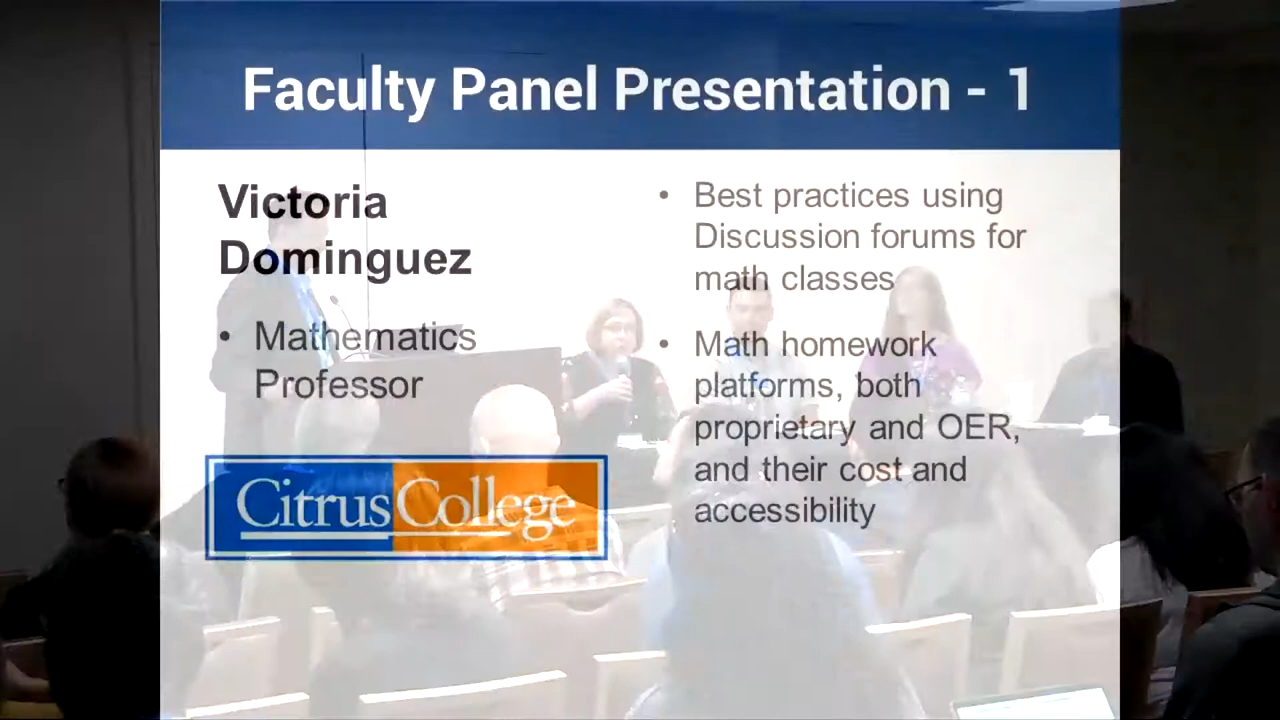 Faculty Panel Presentation - 1
Victoria
Dominguez
• Mathematics
Professor
CitrusCollege
• Best practices using
Discussion forums for
math classes
• Math homework
platforms, both
proprietary and OER,
and their cost and
accessibility